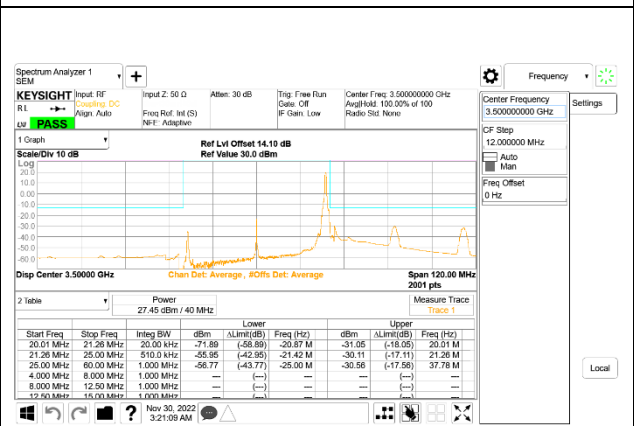 Spectrum Analyzer 1
SEM
Frequency
KEYSIGHT
Input: RF
Coupling: DC
Align: Auto
Input Z: 50 Ω
Freq Ref: Int (S)
NFE: Adaptive
Atten: 30 dB
Trig: Free Run
Gate: Off
IF Gain: Low
Center Freq: 3.500000000 GHz
Avg|Hold: 100.00% of 100
Radio Std: None
RL
PASS
Center Frequency
3.500000000 GHz
Settings
CF Step
12.000000 MHz
Auto
Man
Freq Offset
0 Hz
1 Graph
Scale/Div 10 dB
Ref Lvl Offset 14.10 dB
Ref Value 30.0 dBm
Log
20.0
10.0
0.00
-10.0
-20.0
-30.0
-40.0
-50.0
-60.0
Disp Center 3.50000 GHz
Chan Det: Average , #Offs Det: Average
Span 120.00 MHz
2001 pts
2 Table
Power
27.45 dBm / 40 MHz
Measure Trace
Trace 1
Lower Upper
Start Freq Stop Freq Integ BW dBm ΔLimit(dB) Freq (Hz) dBm ΔLimit(dB) Freq (Hz)
20.01 MHz 21.26 MHz 20.00 kHz -71.89 (-58.89) -20.87 M -31.05 (-18.05) 20.01 M
21.26 MHz 25.00 MHz 510.0 kHz -55.95 (-42.95) -21.42 M -30.11 (-17.11) 21.26 M
25.00 MHz 60.00 MHz 1.000 MHz -56.77 (-43.77) -25.00 M -30.56 (-17.56) 37.78 M
4.000 MHz 8.000 MHz 1.000 MHz --- (---) --- --- (---) ---
8.000 MHz 12.50 MHz 1.000 MHz --- (---) --- --- (---) ---
12.50 MHz 15.00 MHz 1.000 MHz --- (---) --- --- (---) ---
Local
?
Nov 30, 2022
3:21:09 AM